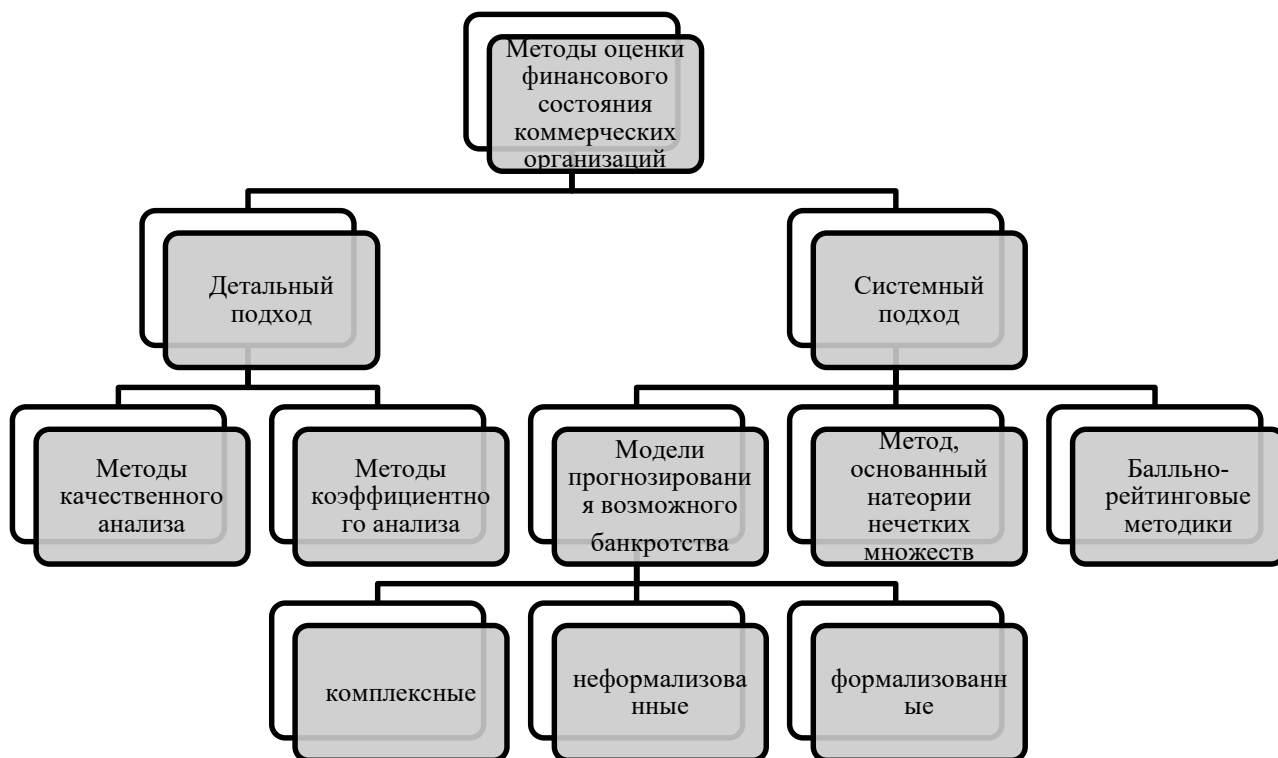 Методы оценки
финансового
состояния
коммерческих
организаций
Детальный
подход
Системный
подход
Методы
качественного
анализа
Методы
коэффициентно
го анализа
Модели
прогнозировани
я возможного
банкротства
Метод,
основанный
натеории
нечетких
множеств
Балльно-
рейтинговые
методики
комплексные
неформализова
нные
формализованн
ые